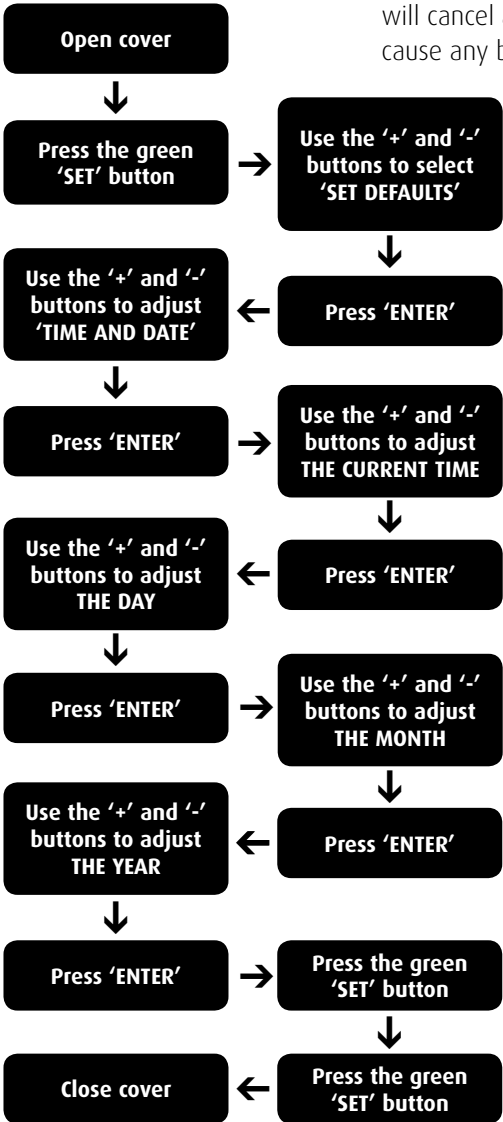 will cancel
cause any
Open cover
Press the green
‘SET’ button
Use the ‘+’ and ‘-’
buttons to select
‘SET DEFAULTS’
Press ‘ENTER’
Use the ‘+’ and ‘-’
buttons to adjust
‘TIME AND DATE’
Press ‘ENTER’
Use the ‘+’ and ‘-’
buttons to adjust
THE CURRENT TIME
Press ‘ENTER’
Use the ‘+’ and ‘-’
buttons to adjust
THE DAY
Press ‘ENTER’
Use the ‘+’ and ‘-’
buttons to adjust
THE MONTH
Press ‘ENTER’
Use the ‘+’ and ‘-’
buttons to adjust
THE YEAR
Press ‘ENTER’
Press the green
‘SET’ button
Press the green
‘SET’ button
Close cover